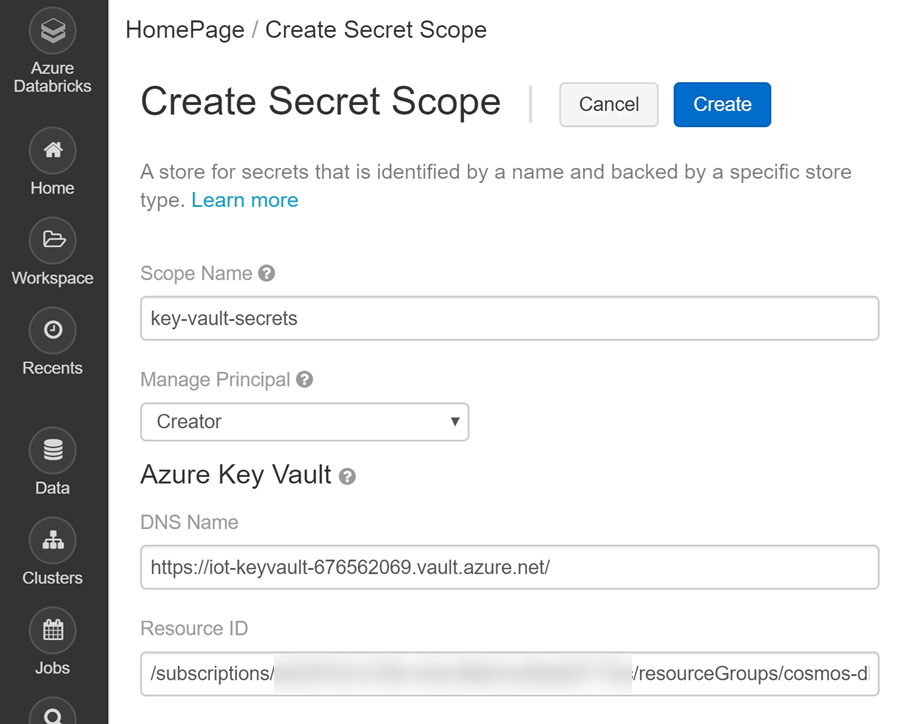 Azure
Databricks
Home
Workspace
Recents
Data
Clusters
Jobs
HomePage / Create Secret Scope
Create Secret Scope
Cancel
Create
A store for secrets that is identified by a name and backed by a specific store
type. Learn more
Scope Name
key-vault-secrets
Manage Principal
Creator
Azure Key Vault
DNS Name
https://iot-keyvault-676562069.vault.azure.net/
Resource ID
/subscriptions/ /resourceGroups/cosmos-d